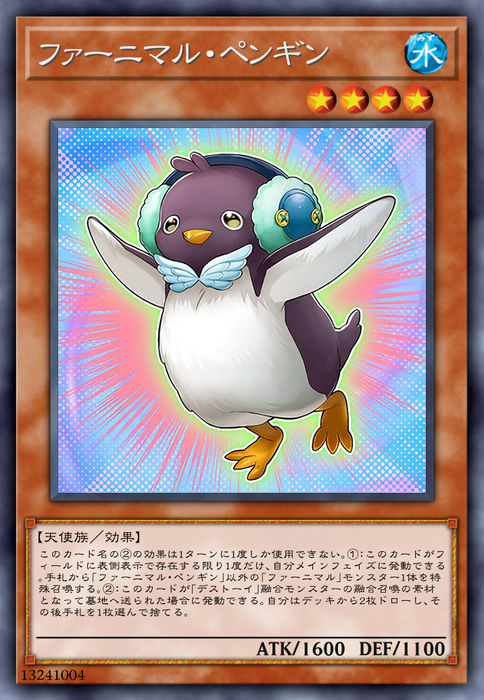 ファーニマル・ペンギン
みず
水
【天使族／効果】
このカード名の②の効果は1ターンに1度しか使用できない。①:このカードがフ
ィールドに表側表示で存在する限り1度だけ、自分メインフェイズに発動できる。
手札から「ファーニマル・ペンギン」以外の「ファーニマル」モンスター1体を特
殊召喚する。②:このカードが「デストーイ」融合モンスターの融合召喚の素材
となって墓地へ送られた場合に発動できる。自分はデッキから2枚ドローし、そ
の後手札を1枚選んで捨てる。
ATK/1600 DEF/1100
13241004